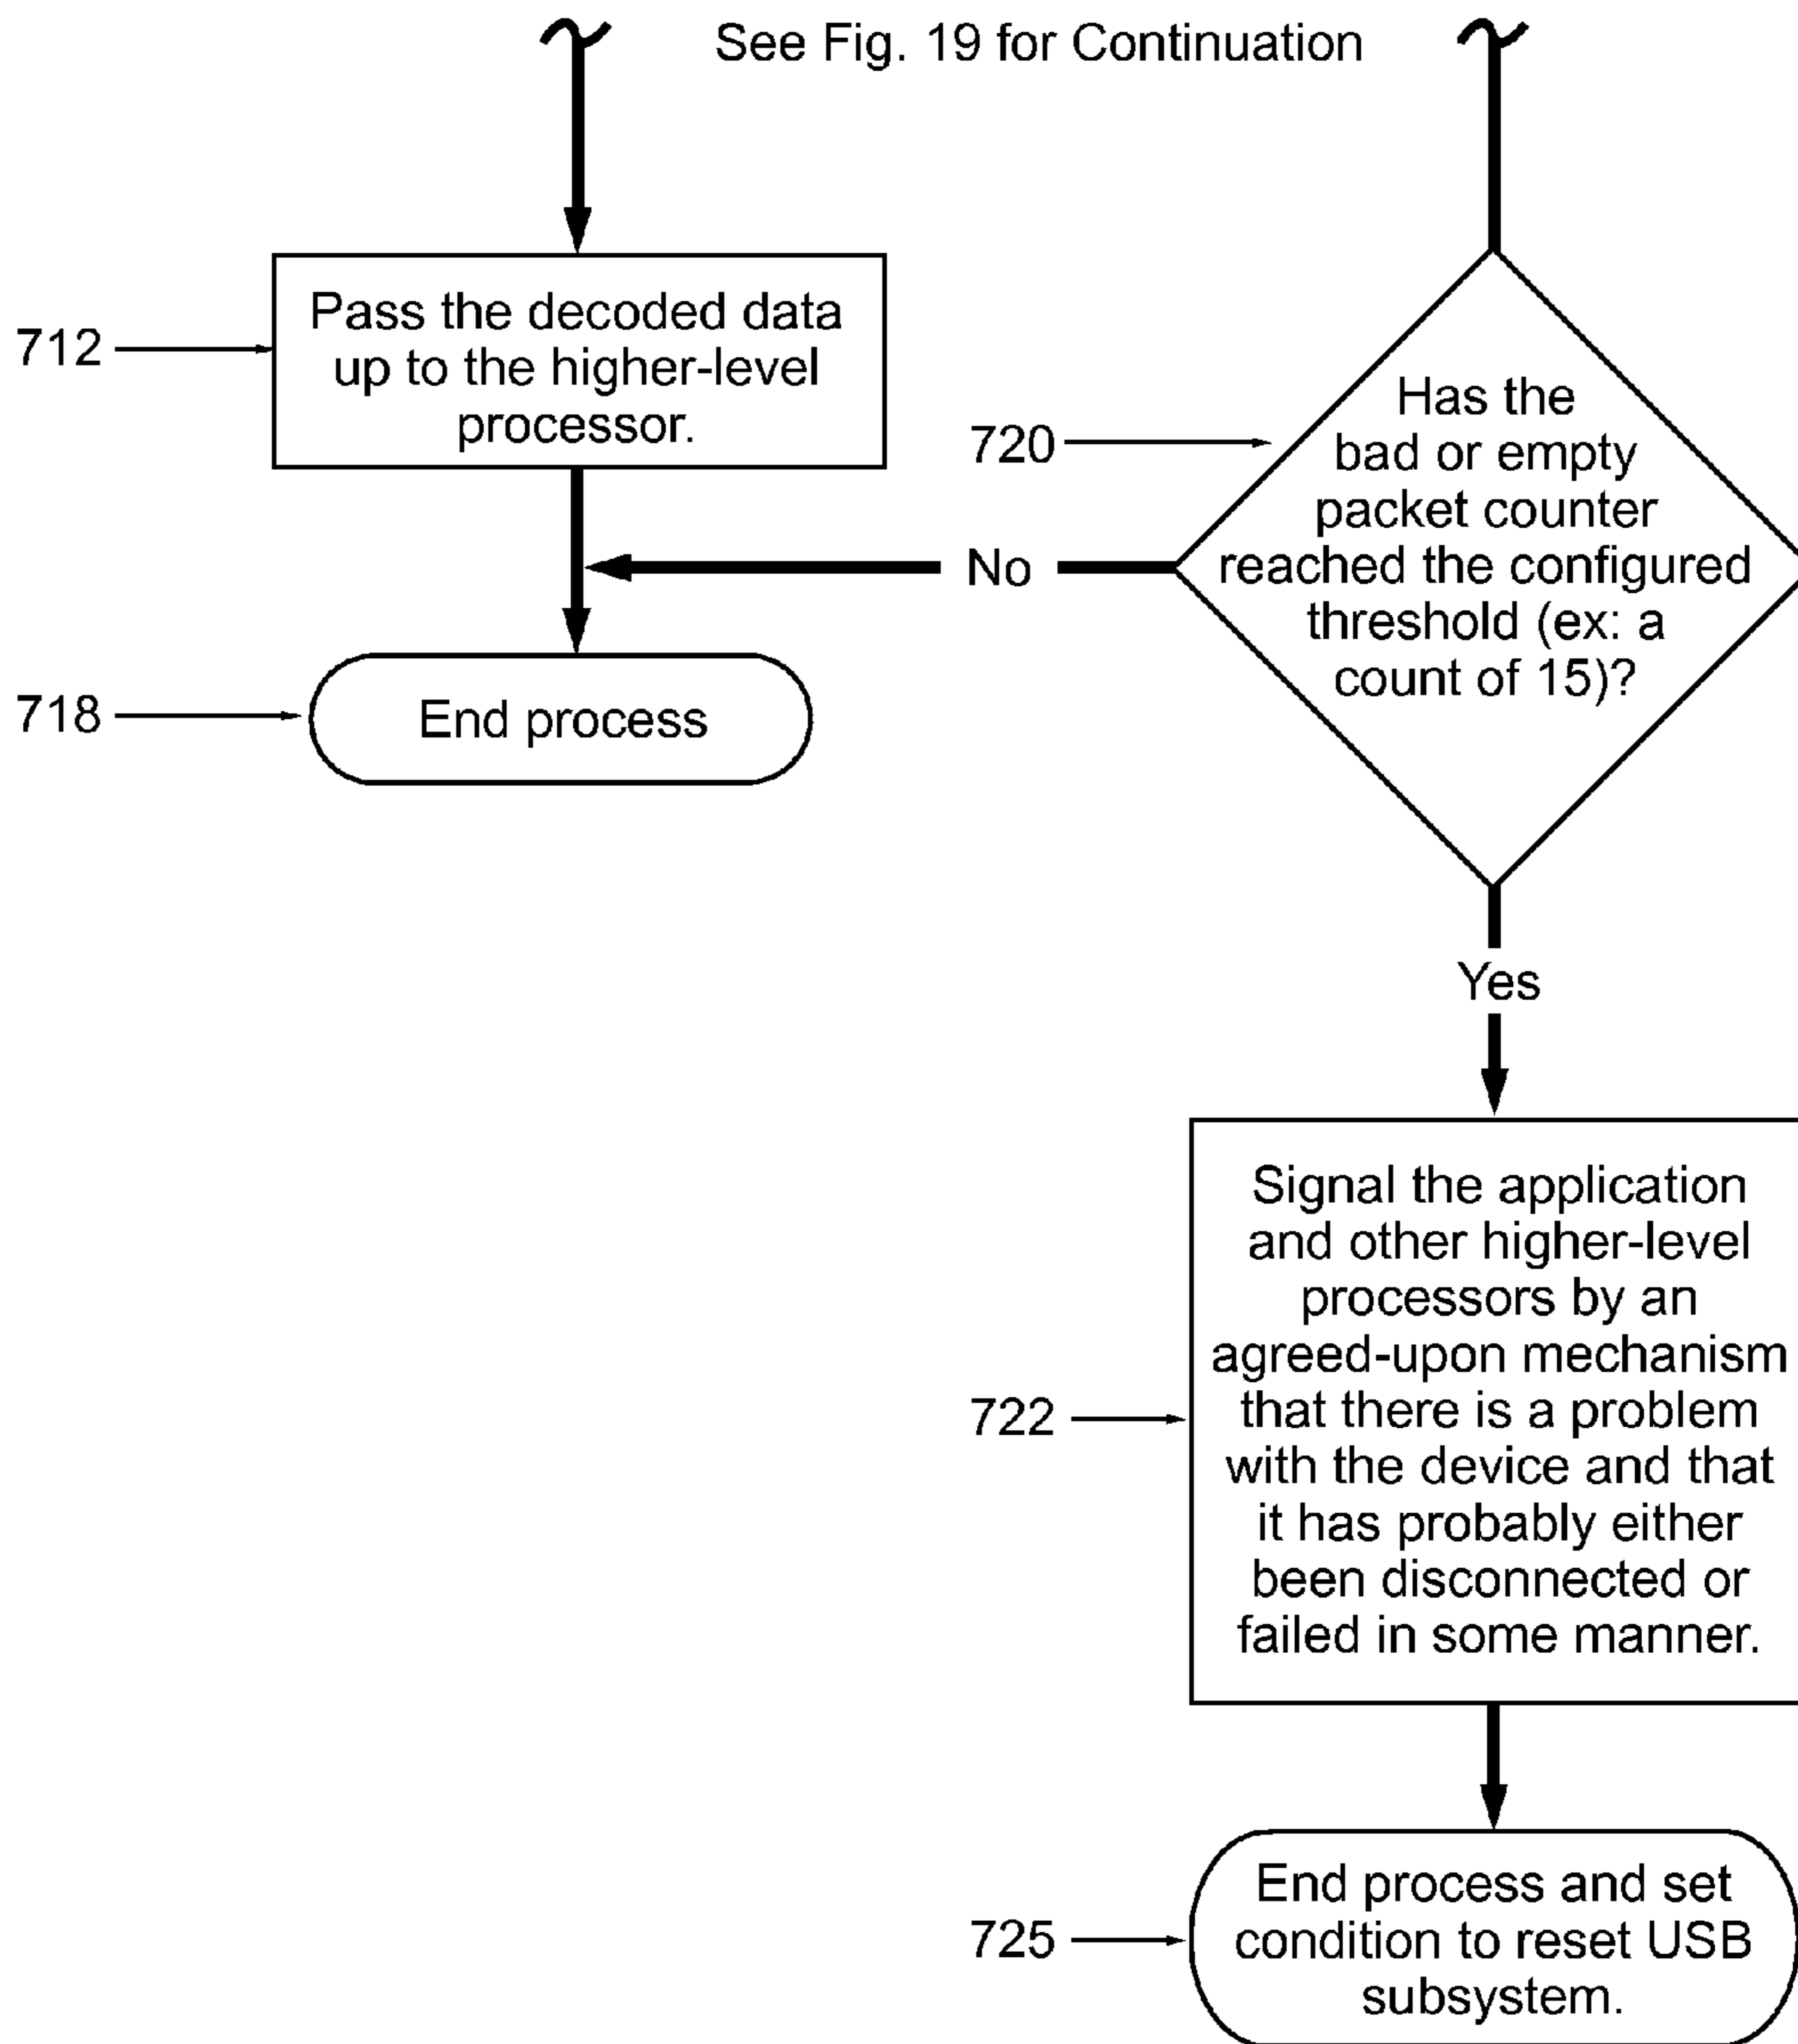 See Fig. 19 for Continuation
712
Pass the decoded data
up to the higher-level
processor.
720
Has the
bad or empty
packet counter
reached the configured
threshold (ex: a
count of 15)?
No
718
End process
Yes
722
Signal the application
and other higher-level
processors by an
agreed-upon mechanism
that there is a problem
with the device and that
it has probably either
been disconnected or
failed in some manner.
725
End process and set
condition to reset USB
subsystem.